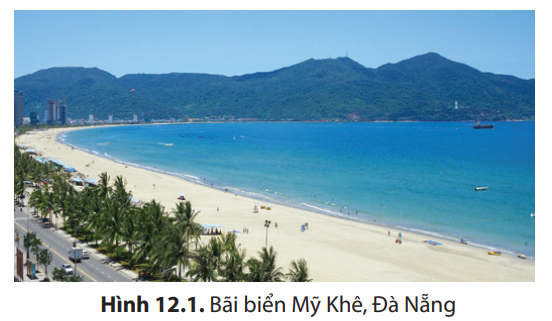 Hình 12.1. Bãi biển Mỹ Khê, Đà Nẵng